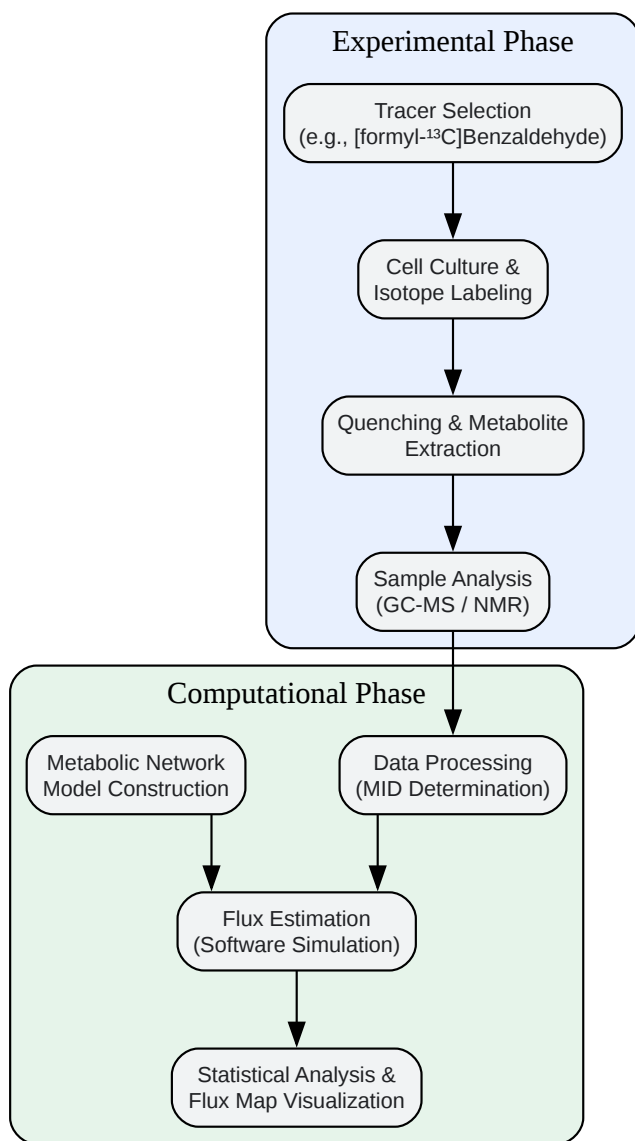 Experimental Phase
Tracer Selection
(e.g., [formyl-¹³C]Benzaldehyde)
Cell Culture &
Isotope Labeling
Quenching & Metabolite
Extraction
Sample Analysis
(GC-MS / NMR)
Computational Phase
Metabolic Network
Model Construction
Data Processing
(MID Determination)
Flux Estimation
(Software Simulation)
Statistical Analysis &
Flux Map Visualization